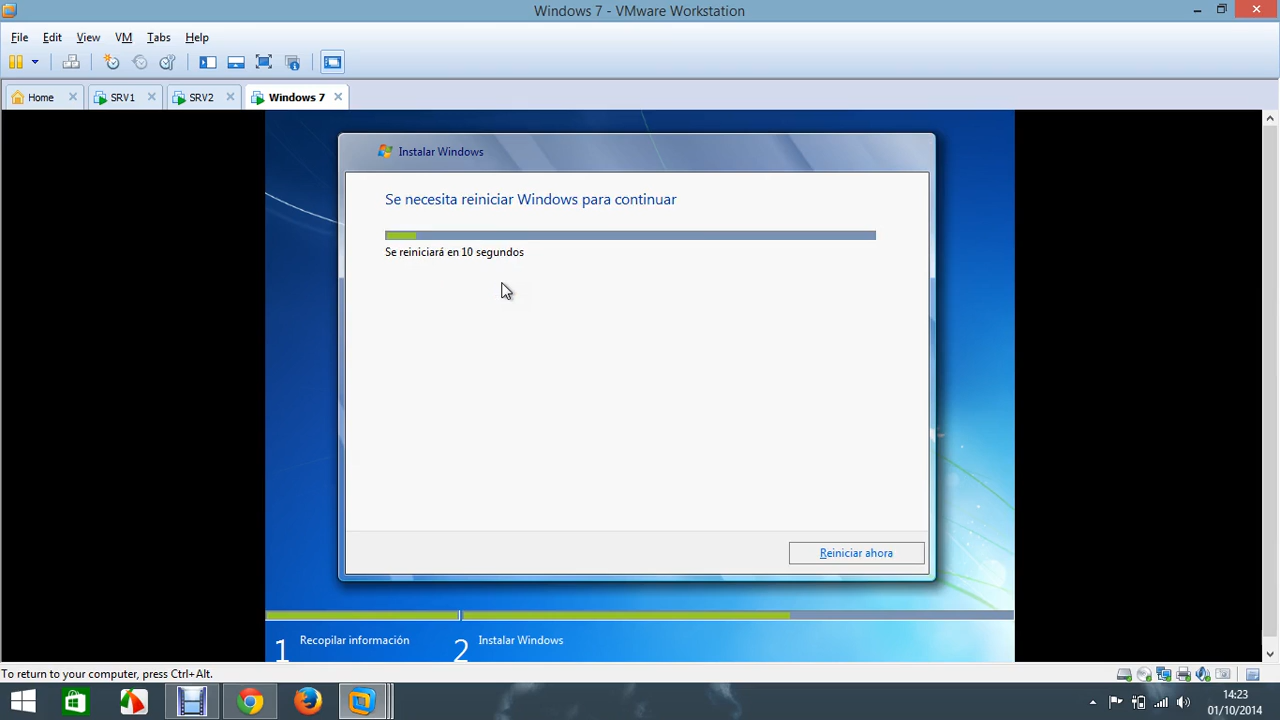 Windows 7 - VMware Workstation
File Edit View VM Tabs Help
Home SRV1 SRV2 Windows 7
Instalar Windows
Se necesita reiniciar Windows para continuar
Se reiniciará en 10 segundos
Reiniciar ahora
1 Recopilar información 2 Instalar Windows
To return to your computer, press Ctrl+Alt.
14:23
01/10/2014